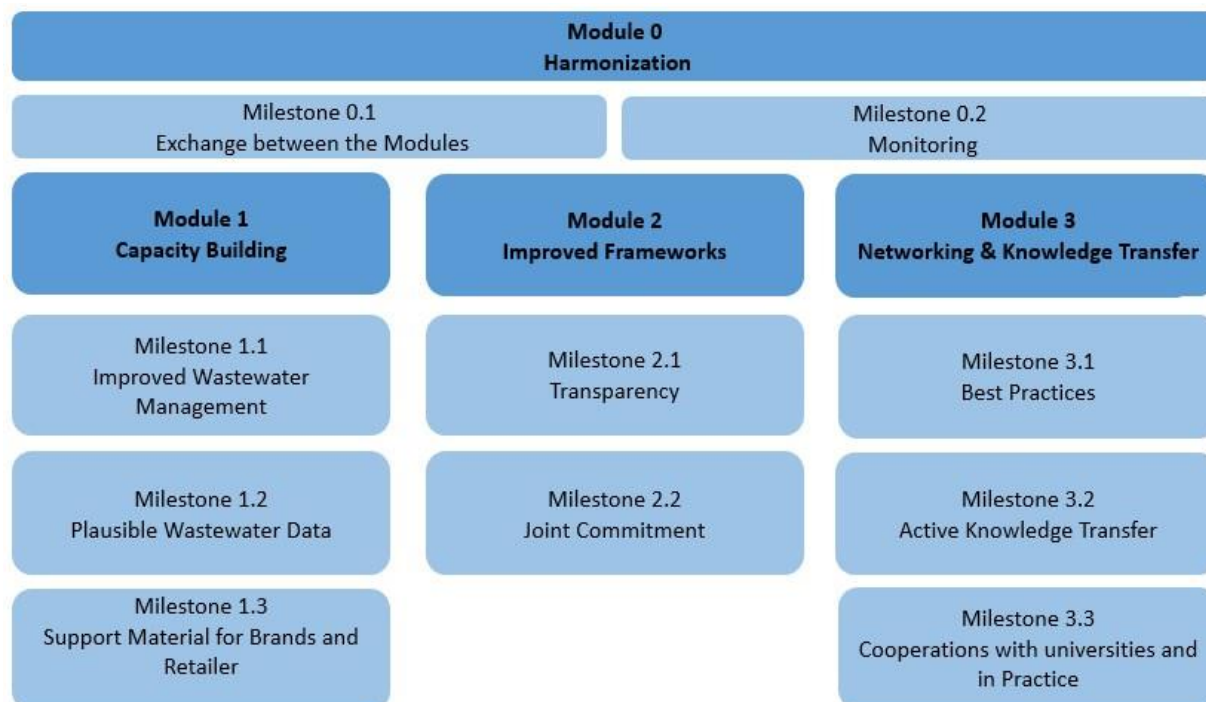 Module 0
Harmonization
Milestone 0.1
Exchange between the Modules
Milestone 0.2
Monitoring
Module 1
Capacity Building
Module 2
Improved Frameworks
Module 3
Networking & Knowledge Transfer
Milestone 1.1
Improved Wastewater
Management
Milestone 2.1
Transparency
Milestone 3.1
Best Practices
Milestone 1.2
Plausible Wastewater Data
Milestone 2.2
Joint Commitment
Milestone 3.2
Active Knowledge Transfer
Milestone 1.3
Support Material for Brands and
Retailer
Milestone 3.3
Cooperations with universities and
in Practice